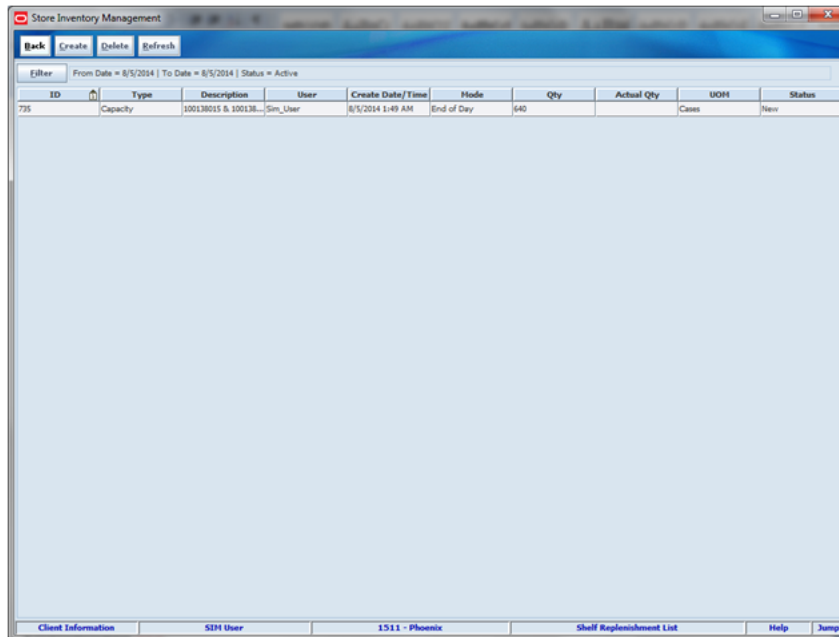 Store Inventory Management
Back Create Delete Refresh
Filter From Date = 8/5/2014 | To Date = 8/5/2014 | Status = Active
ID Type Description User Create Date/Time Mode Qty Actual Qty UOM Status
735 Capacity 100138015 & 100138... Sim_User 8/5/2014 1:49 AM End of Day 640 Cases New
Client Information SIM User 1511 - Phoenix Shelf Replenishment List Help Jump